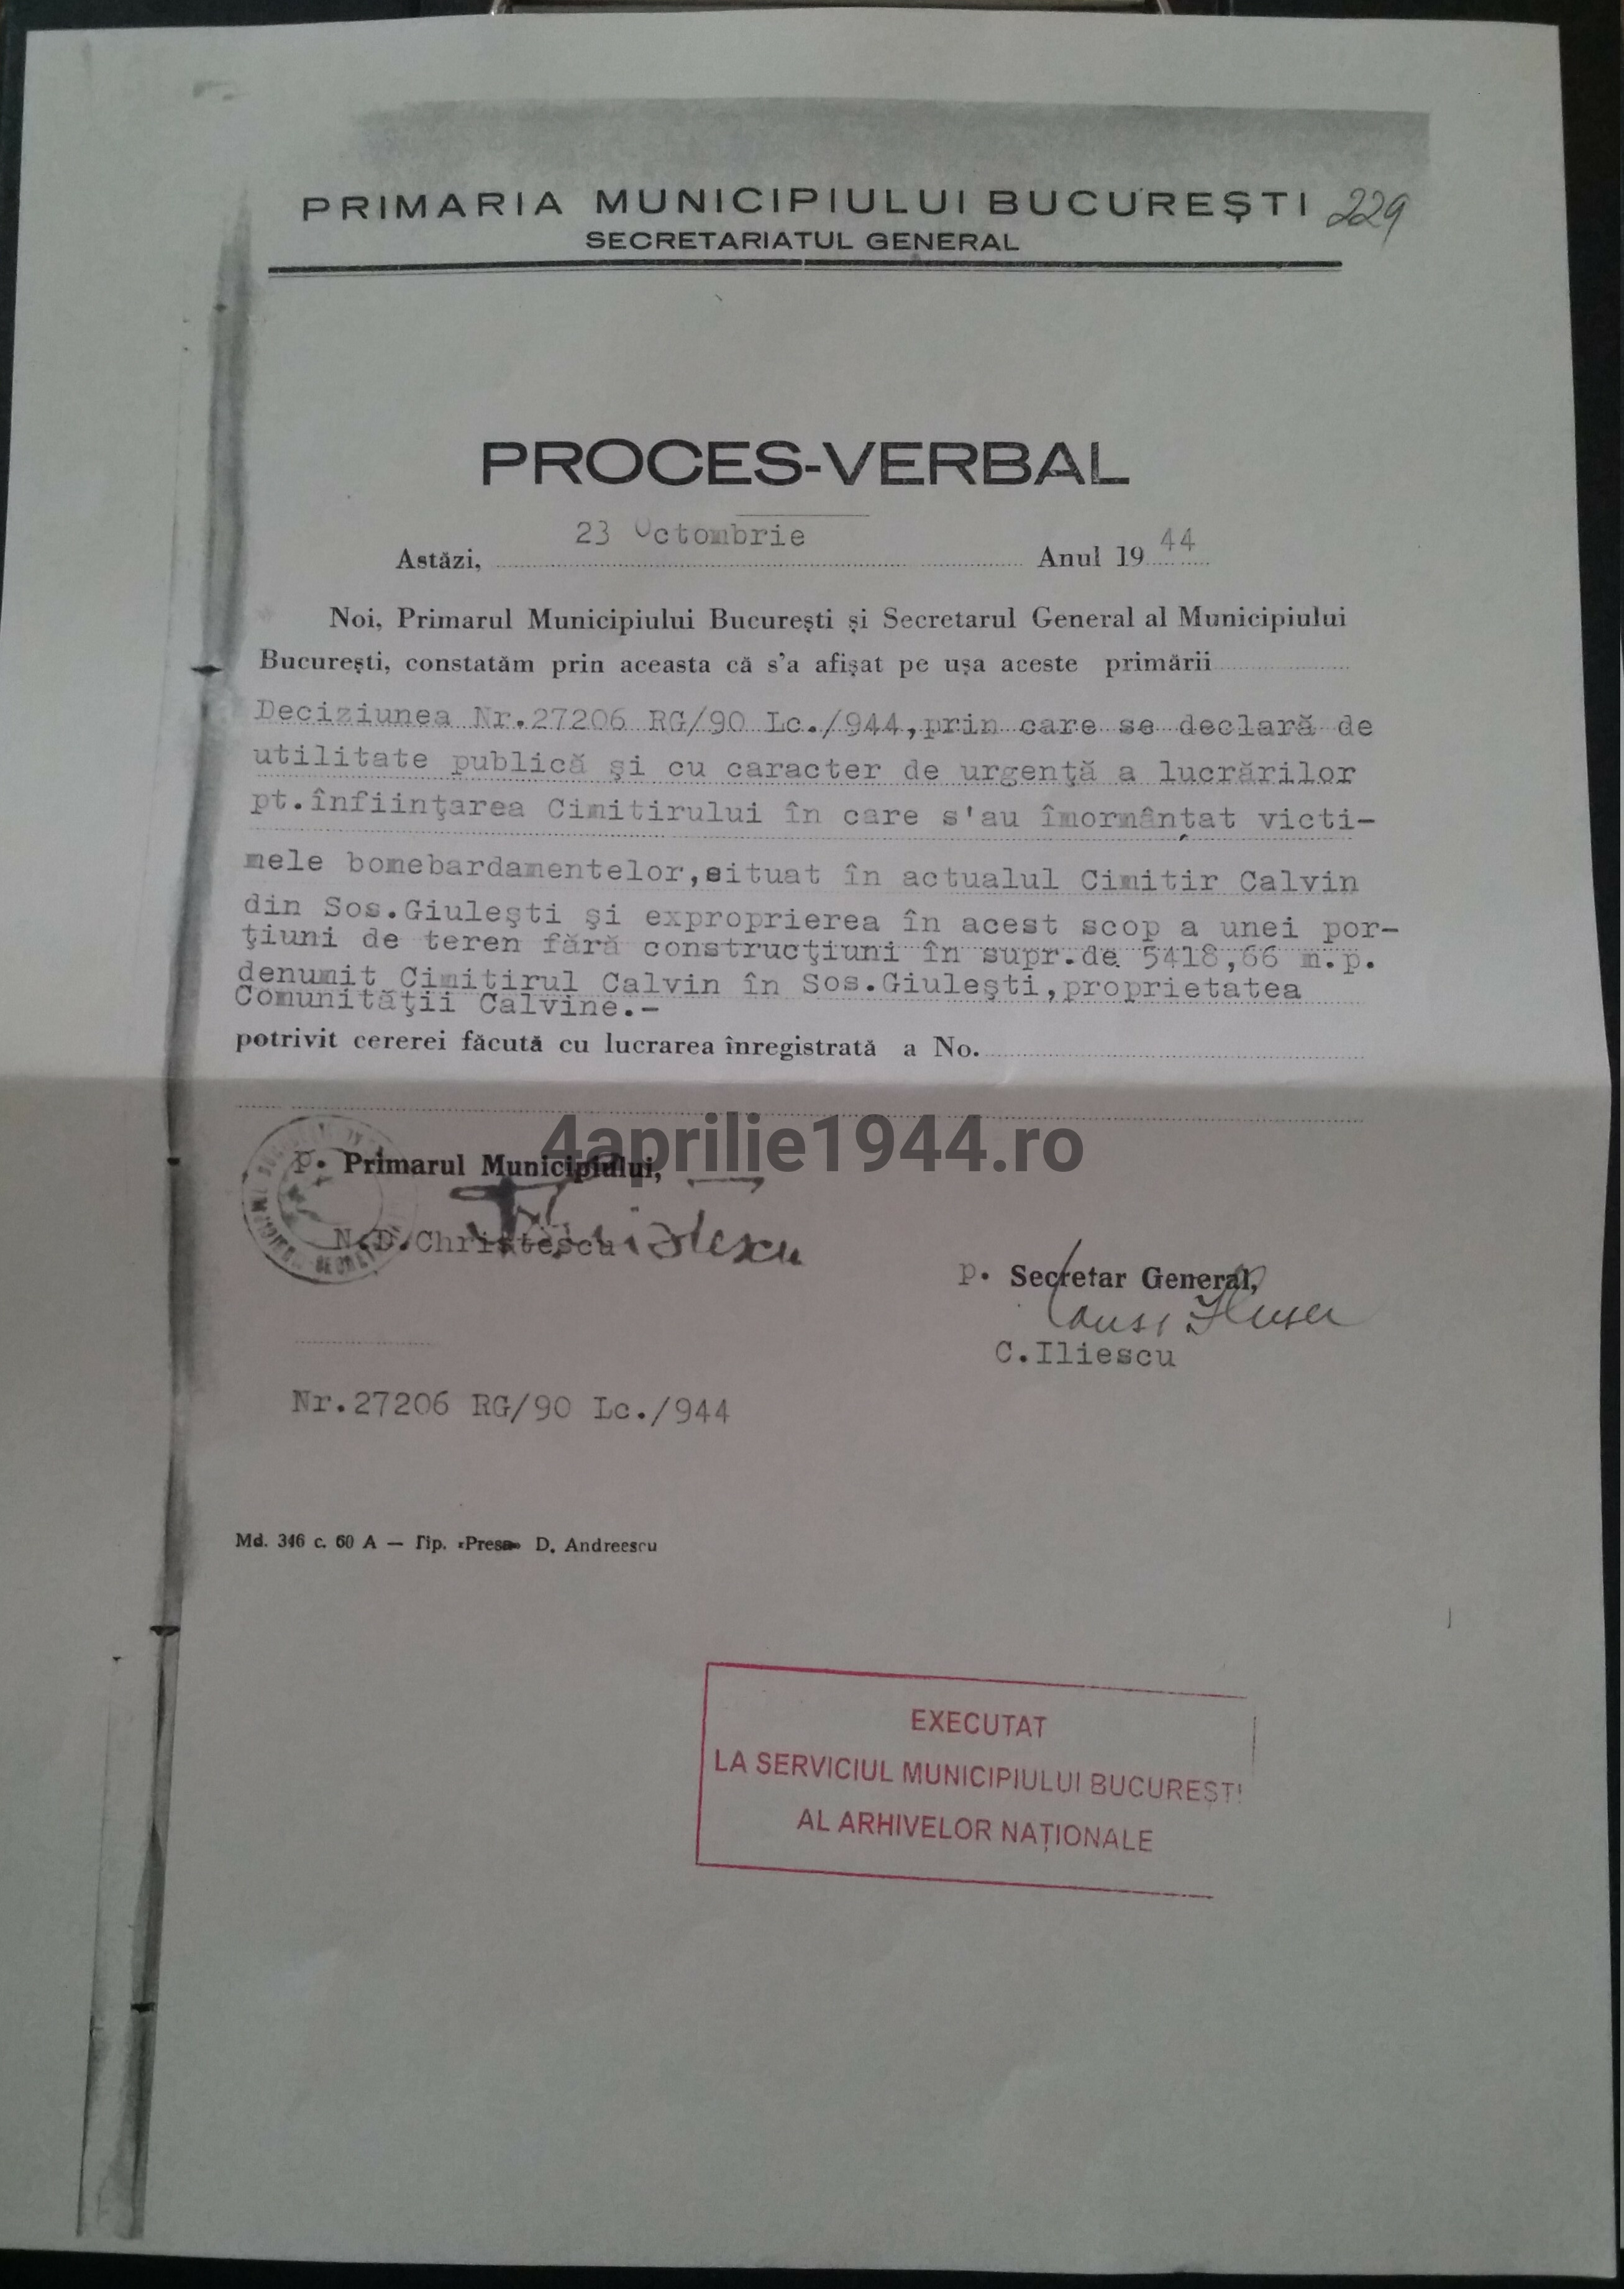 PRIMARIA MUNICIPIULUI BUCUREŞTI 229
SECRETARIATUL GENERAL
PROCES-VERBAL
Astăzi, 23 Octombrie Anul 1944
Noi, Primarul Municipiului Bucureşti şi Secretarul General al Municipiului
Bucureşti, constatăm prin aceasta că s'a afişat pe uşa aceste primării
Deciziunea Nr.27206 RG/90 Lc./944,prin care se declară de
utilitate publică şi cu caracter de urgenţă a lucrărilor
pt.înfiinţarea Cimitirului în care s'au îmormânţat victi-
mele bomebardamentelor,situat în actualul Cimitir Calvin
din Sos.Giuleşti şi exproprierea în acest scop a unei por-
ţiuni de teren fără construcţiuni în supr.de 5418,66 m.p.
denumit Cimitirul Calvin în Sos.Giuleşti,proprietatea
Comunităţii Calvine.-
potrivit cererei făcută cu lucrarea înregistrată a No.
4aprilie1944.ro
p. Primarul Municipiului,
N.D.Christescu
p. Secretar General,
C.Iliescu
Nr.27206 RG/90 Lc./944
Md. 346 c. 60 A — Tip. «Presa» D. Andreescu
EXECUTAT
LA SERVICIUL MUNICIPIULUI BUCUREŞTI
AL ARHIVELOR NAŢIONALE